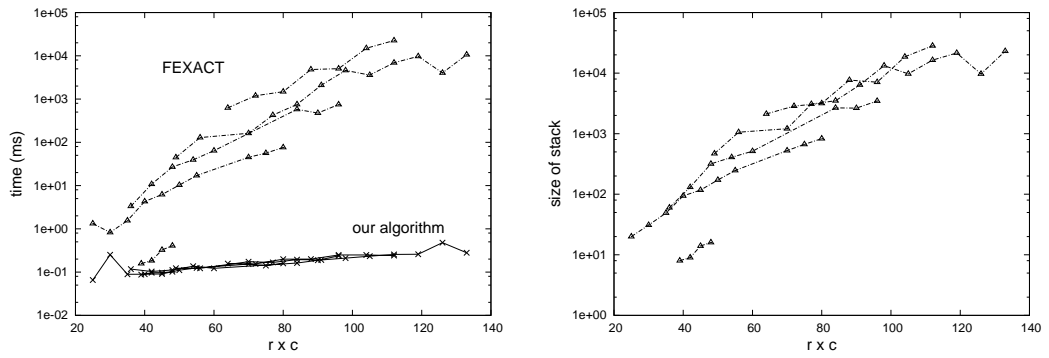 1e+05
1e+04
1e+03
1e+02
1e+01
1e+00
1e-01
1e-02
time (ms)
FEXACT
our algorithm
20 40 60 80 100 120 140
r x c
1e+05
1e+04
1e+03
1e+02
1e+01
1e+00
size of stack
20 40 60 80 100 120 140
r x c